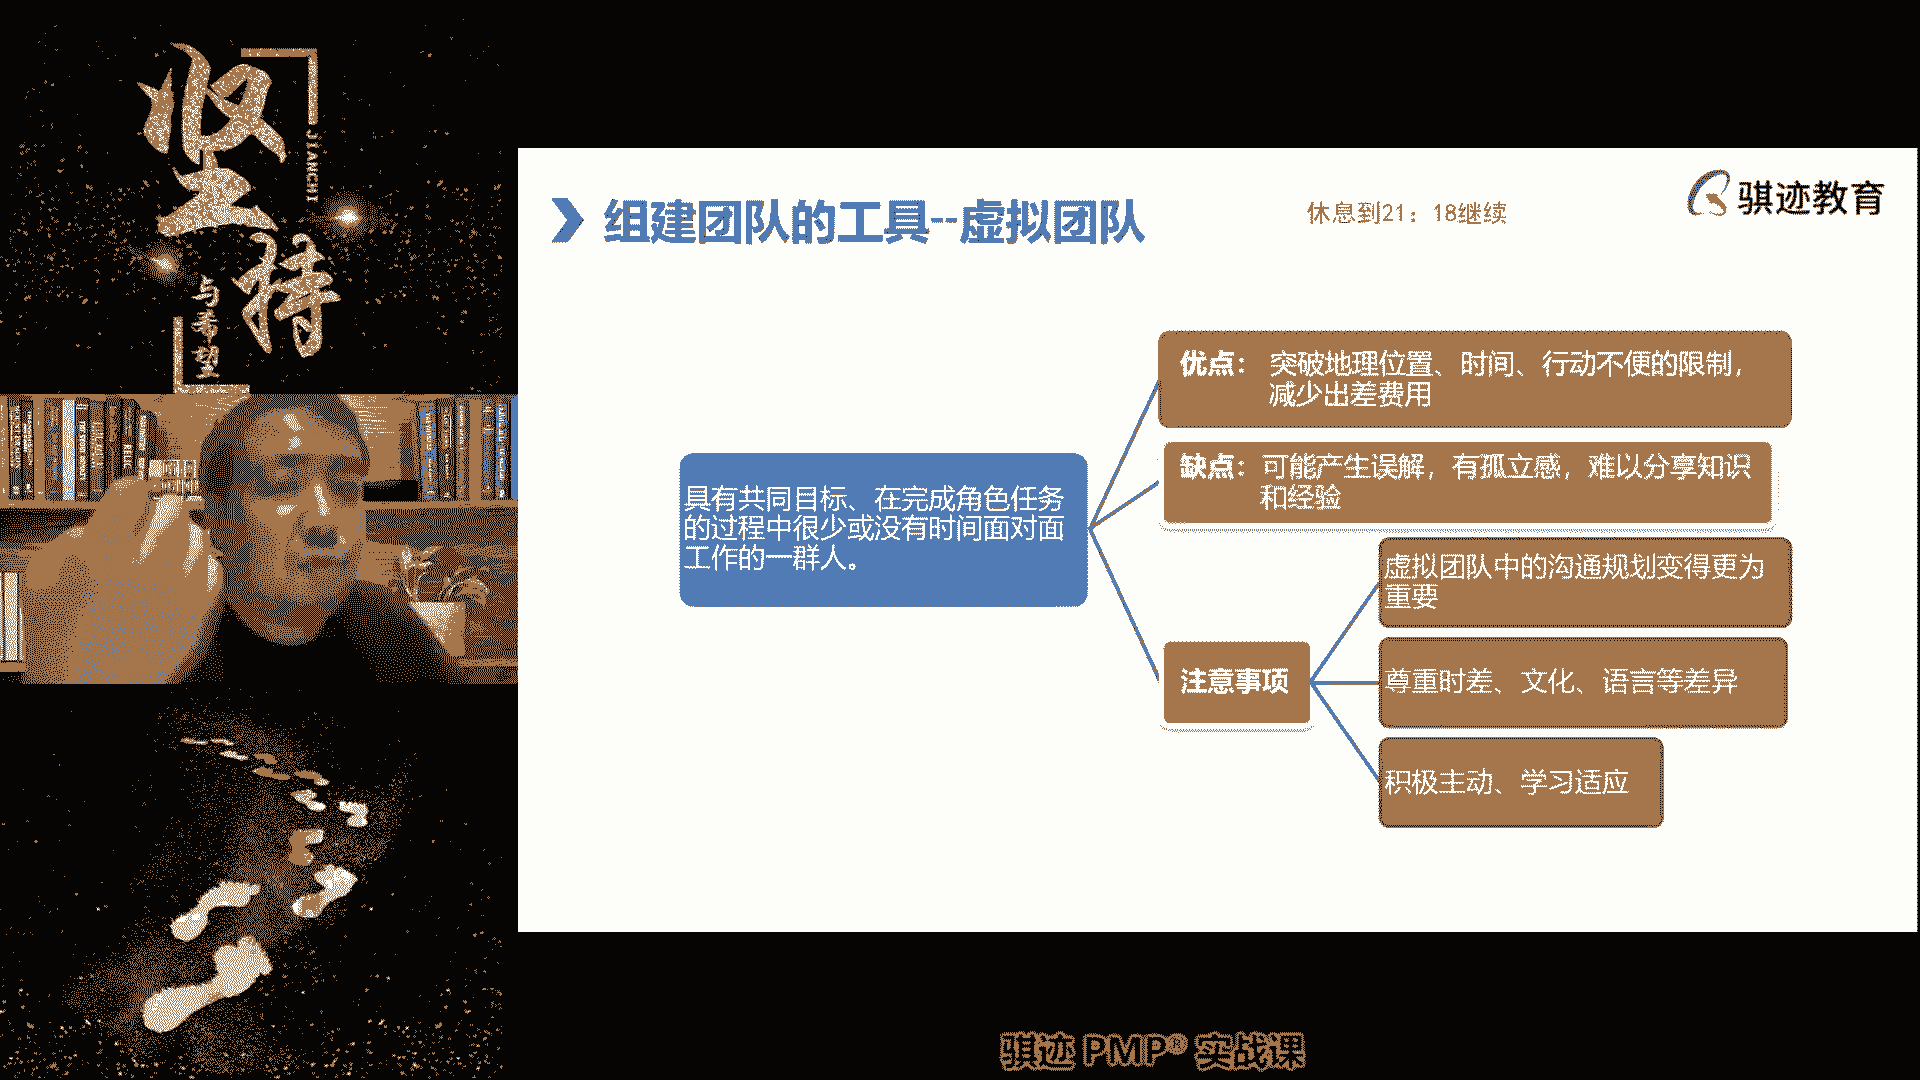 坚
JIANCHI
持
与希望
组建团队的工具--虚拟团队
休息到21：18继续
骐迹教育
具有共同目标、在完成角色任务
的过程中很少或没有时间面对面
工作的一群人。
优点： 突破地理位置、时间、行动不便的限制，
减少出差费用
缺点：可能产生误解，有孤立感，难以分享知识
和经验
注意事项
虚拟团队中的沟通规划变得更为
重要
尊重时差、文化、语言等差异
积极主动、学习适应
骐迹 PMP® 实战课